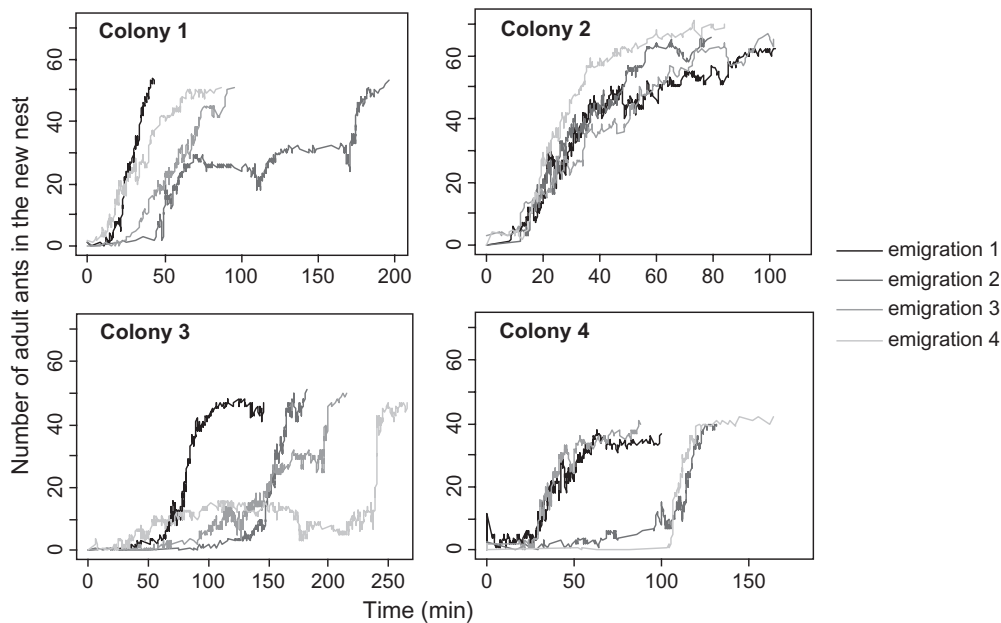 Colony 1
Colony 2
60
40
20
0
0 50 100 150 200
60
40
20
0
0 20 40 60 80 100
Colony 3
Colony 4
60
40
20
0
0 50 100 150 200 250
60
40
20
0
0 50 100 150
Number of adult ants in the new nest
Time (min)
emigration 1
emigration 2
emigration 3
emigration 4